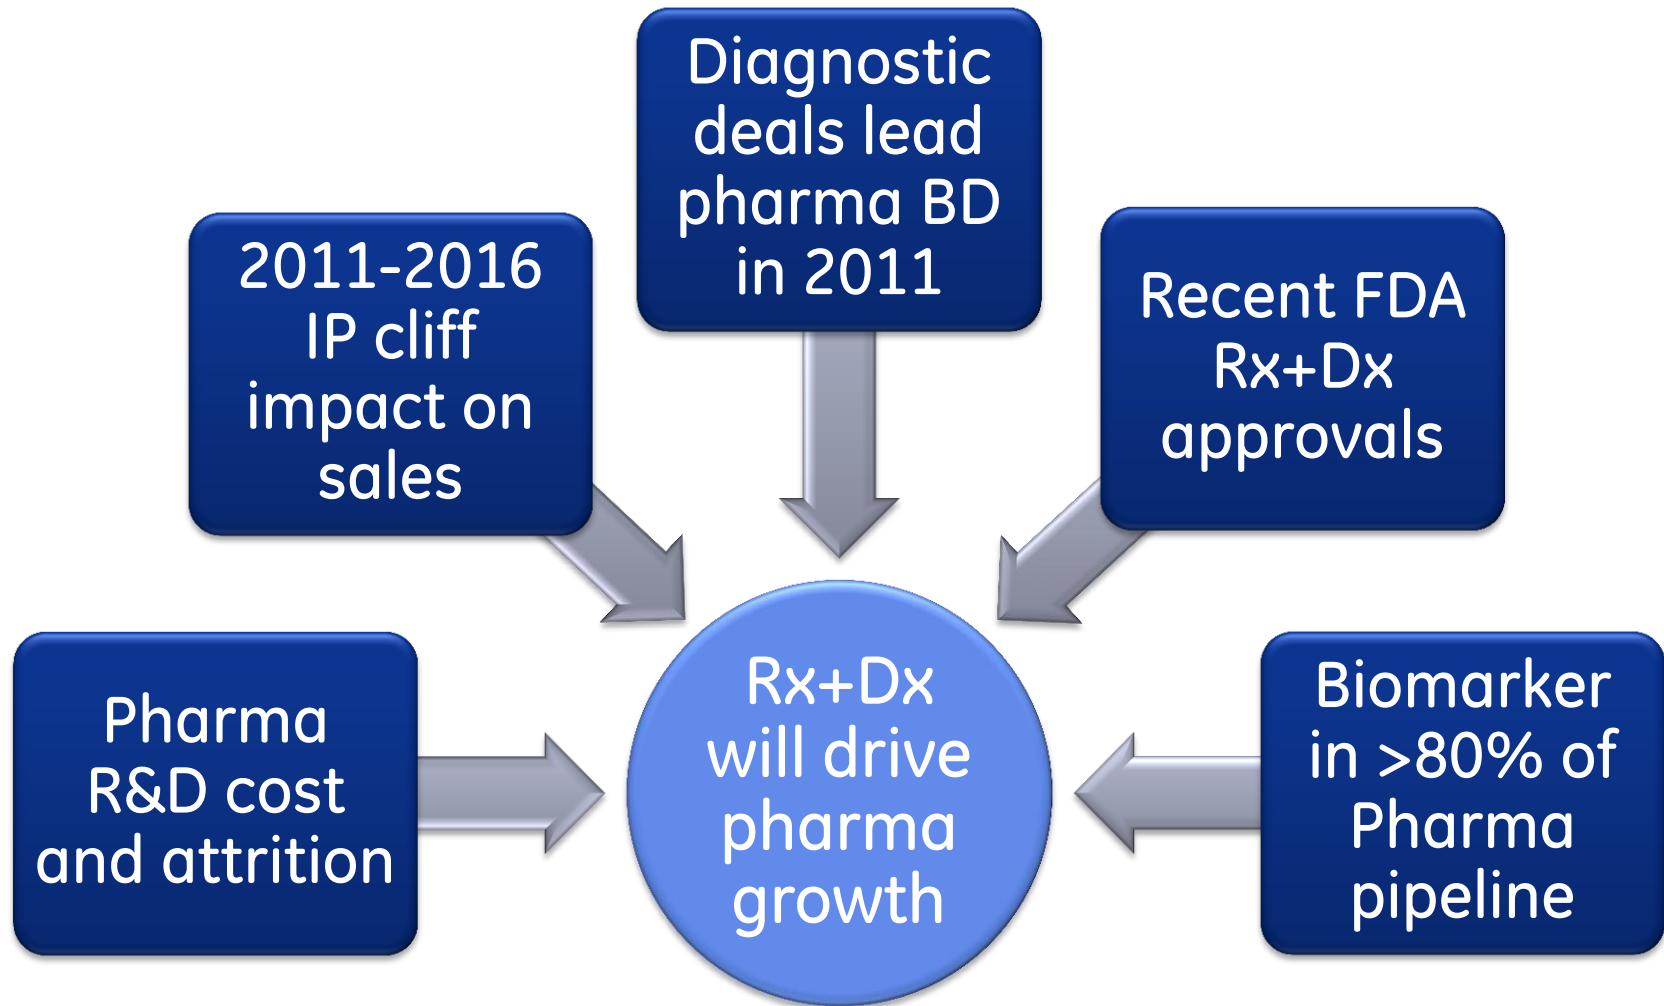 Diagnostic
deals lead
pharma BD
in 2011
2011-2016
IP cliff
impact on
sales
Recent FDA
Rx+Dx
approvals
Pharma
R&D cost
and attrition
Rx+Dx
will drive
pharma
growth
Biomarker
in >80% of
Pharma
pipeline